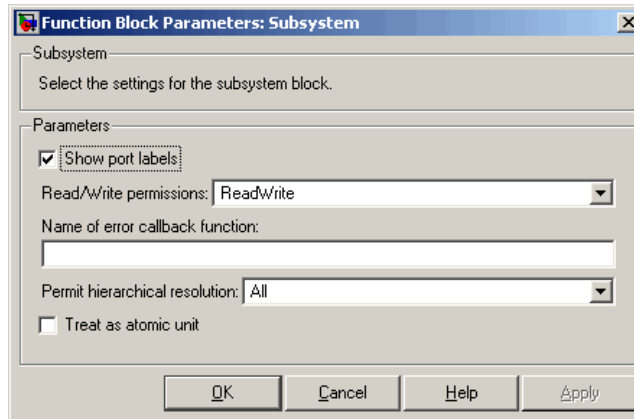 Function Block Parameters: Subsystem
Subsystem
Select the settings for the subsystem block.
Parameters
Show port labels
Read/Write permissions: ReadWrite
Name of error callback function:
Permit hierarchical resolution: All
Treat as atomic unit
OK Cancel Help Apply